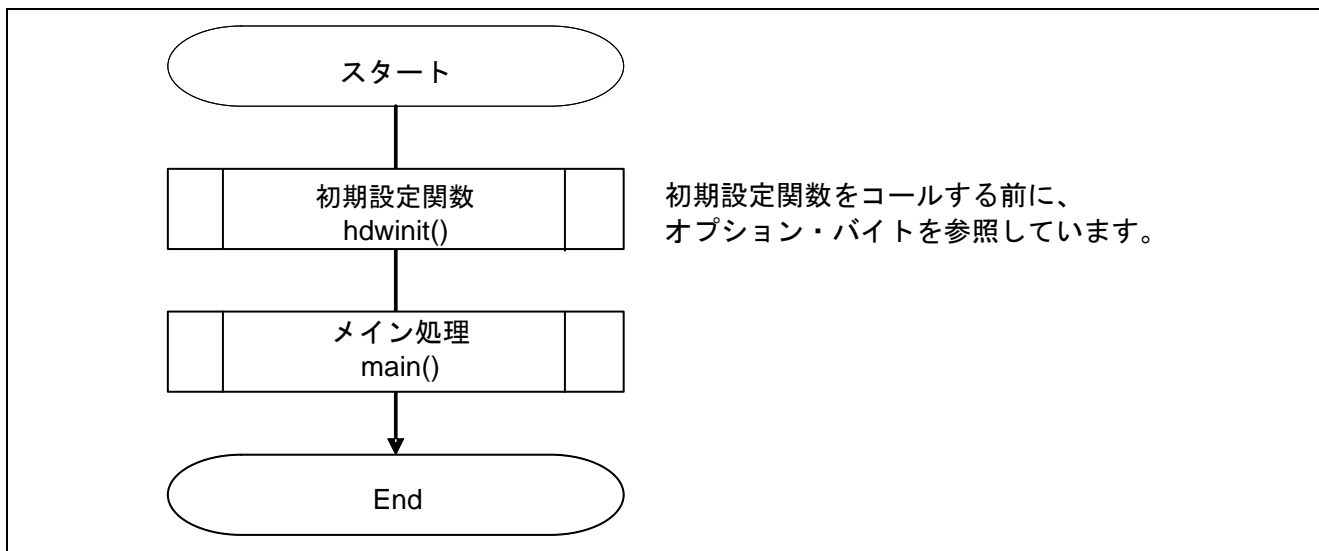 スタート
初期設定関数
hdwinit()
初期設定関数をコールする前に、
オプション・バイトを参照しています。
メイン処理
main()
End